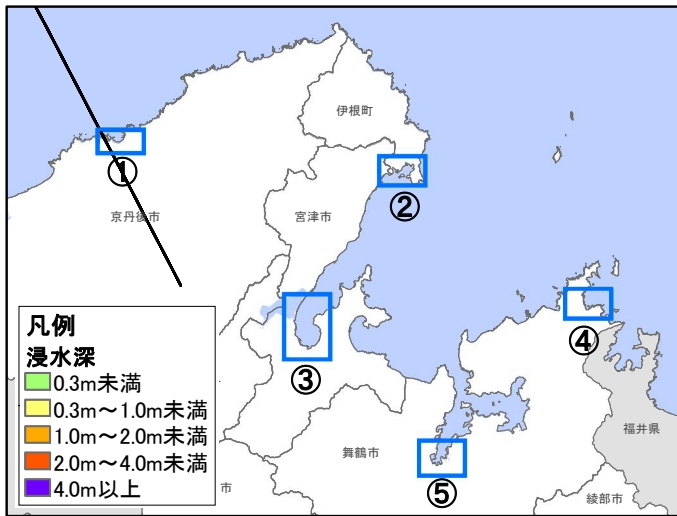 伊根町
①
②
京丹後市
宮津市
③
④
凡例
浸水深
0.3m未満
0.3m～1.0m未満
1.0m～2.0m未満
2.0m～4.0m未満
4.0m以上
福井県
舞鶴市
市
⑤
綾部市